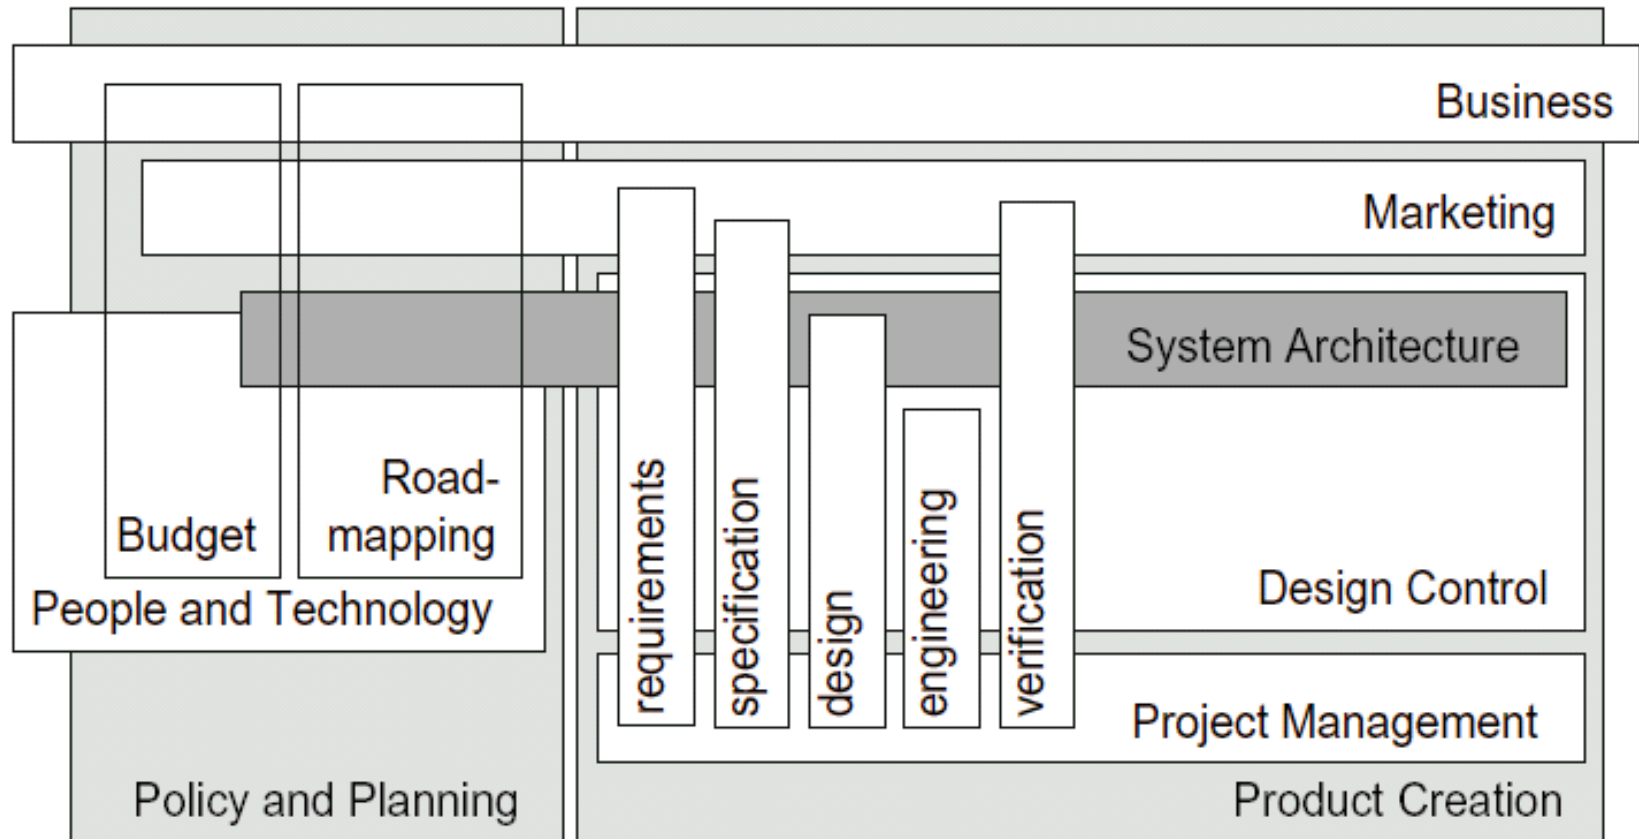 Business
Marketing
System Architecture
Road-
mapping
Budget
People and Technology
requirements
specification
design
engineering
verification
Design Control
Project Management
Policy and Planning
Product Creation